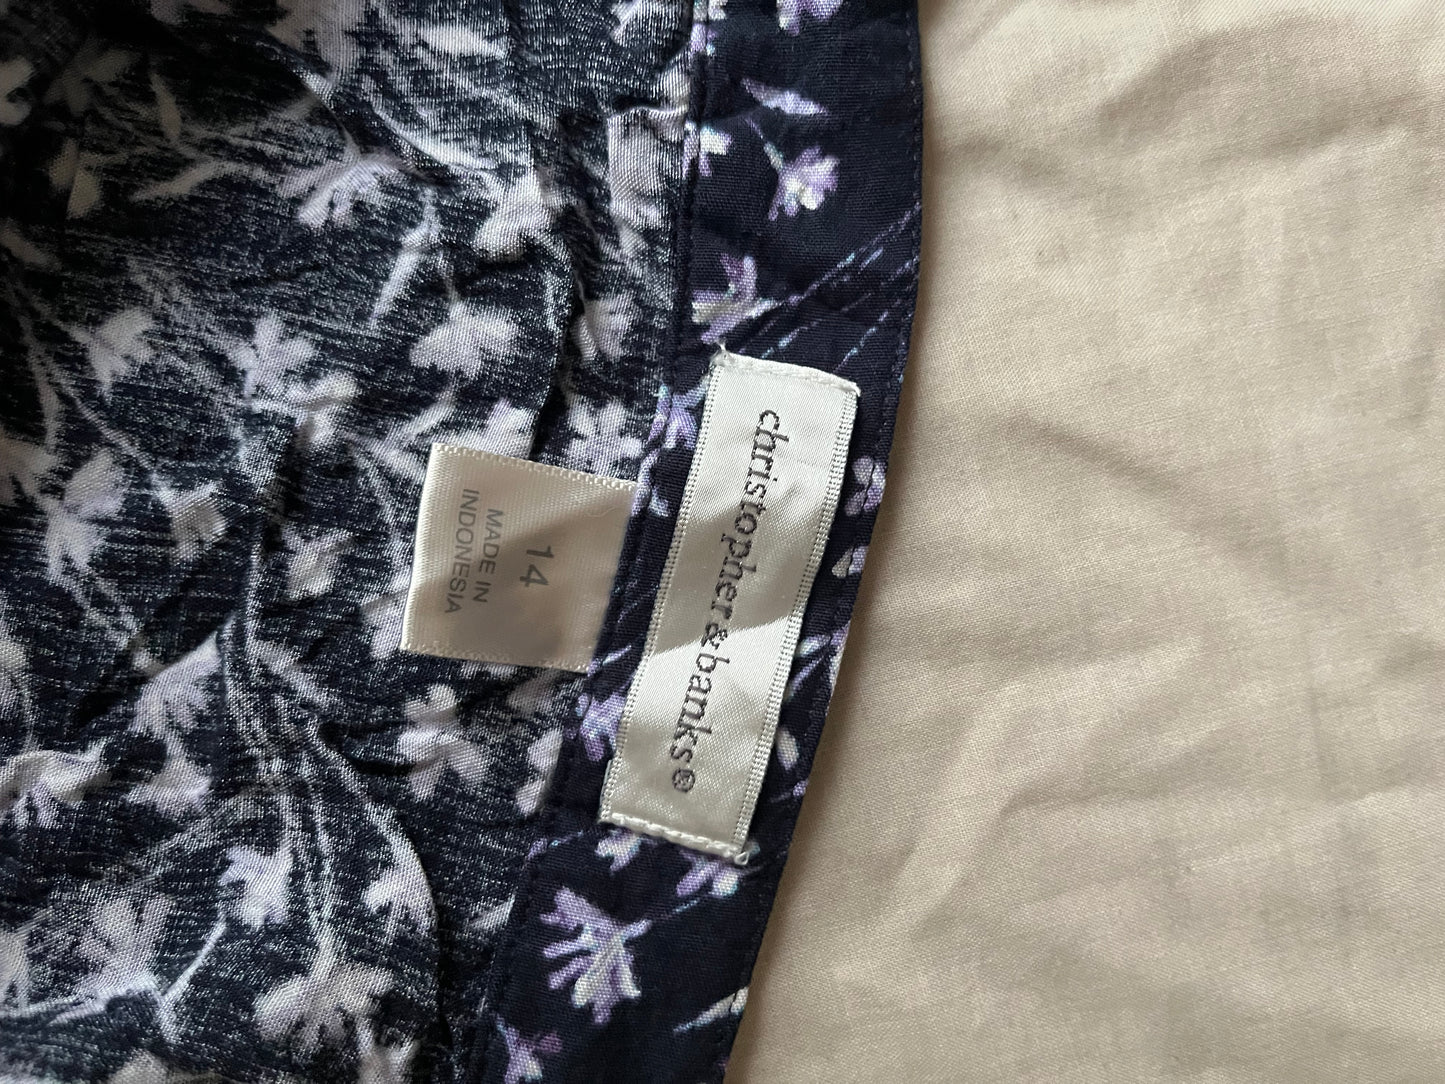 christopher & banks®
14
MADE IN
INDONESIA